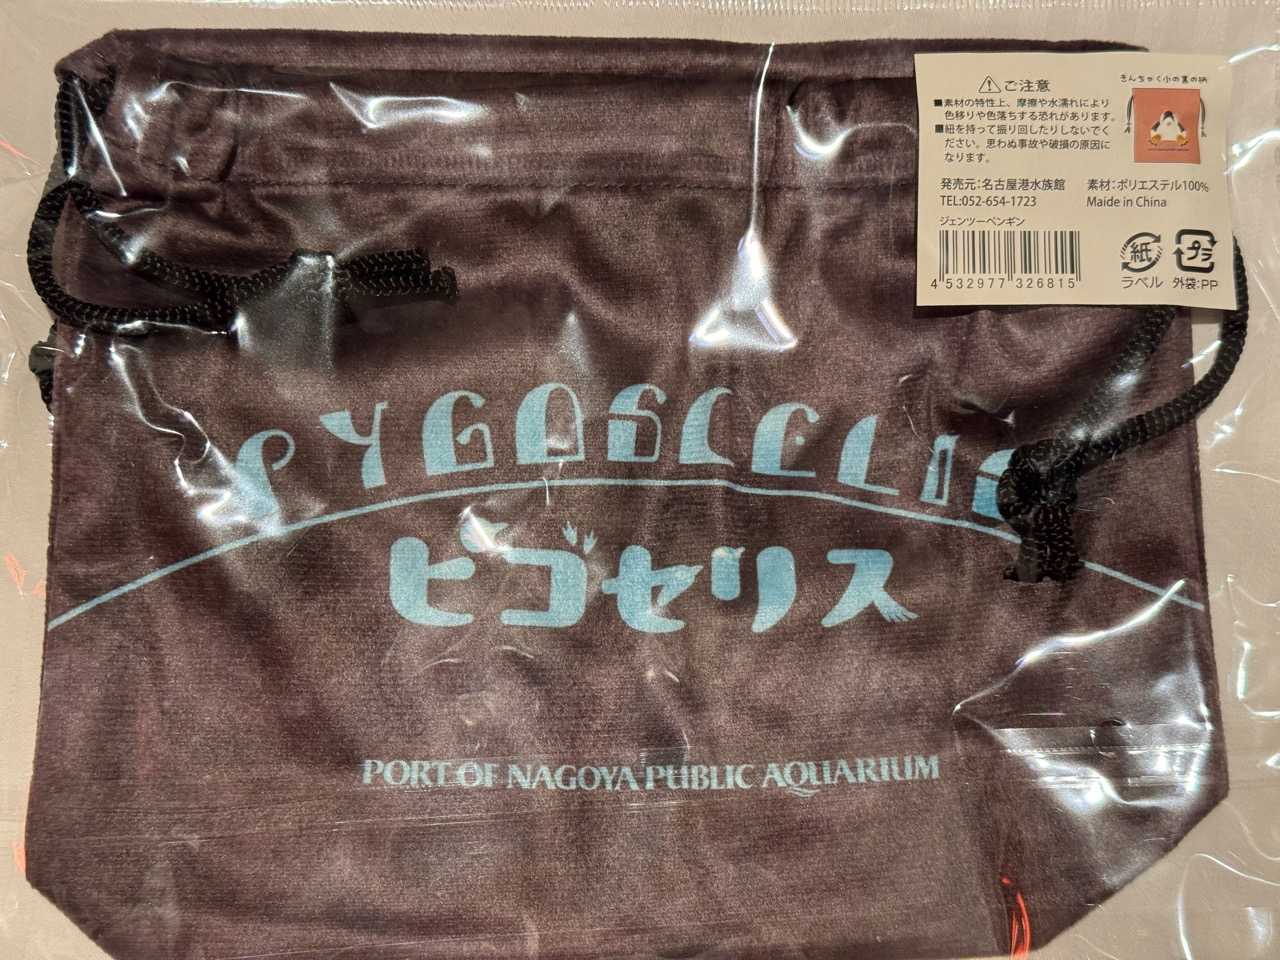 ご注意
■素材の特性上、摩擦や水濡れにより
色移りや色落ちする恐れがあります。
■紐を持って振り回したりしないでく
ださい。思わぬ事故や破損の原因に
なります。
発売元:名古屋港水族館
TEL:052-654-1723
ジェンツーペンギン
4 532977 326815
きんちゃく小の裏の柄
素材:ポリエステル100%
Maide in China
紙
ラベル
プラ
外袋:PP
PYGOSCELIS
ピゴセリス
PORT OF NAGOYA PUBLIC AQUARIUM